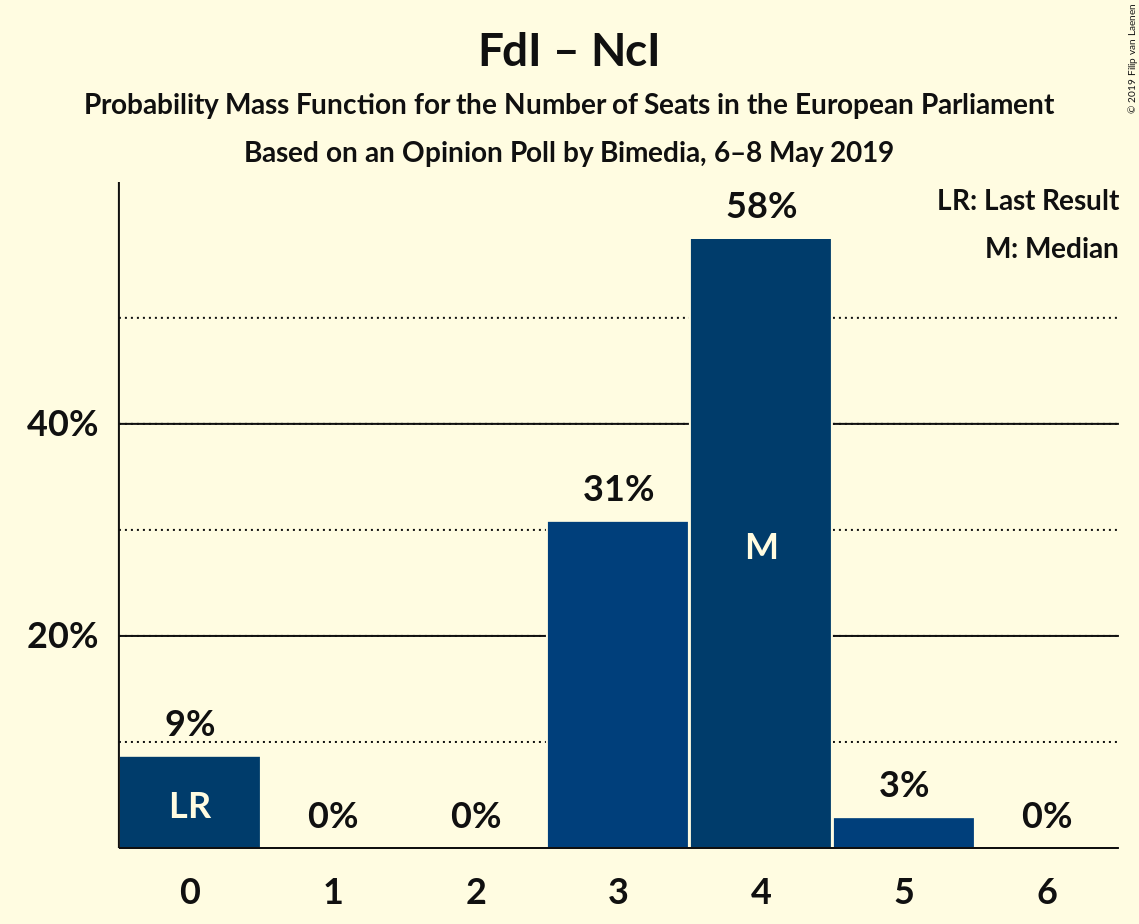 FdI – NcI
Probability Mass Function for the Number of Seats in the European Parliament
Based on an Opinion Poll by Bimedia, 6–8 May 2019
© 2019 Filip van Laenen
LR: Last Result
M: Median
40%
20%
9%
0%
0%
31%
58%
3%
0%
LR
M
0 1 2 3 4 5 6